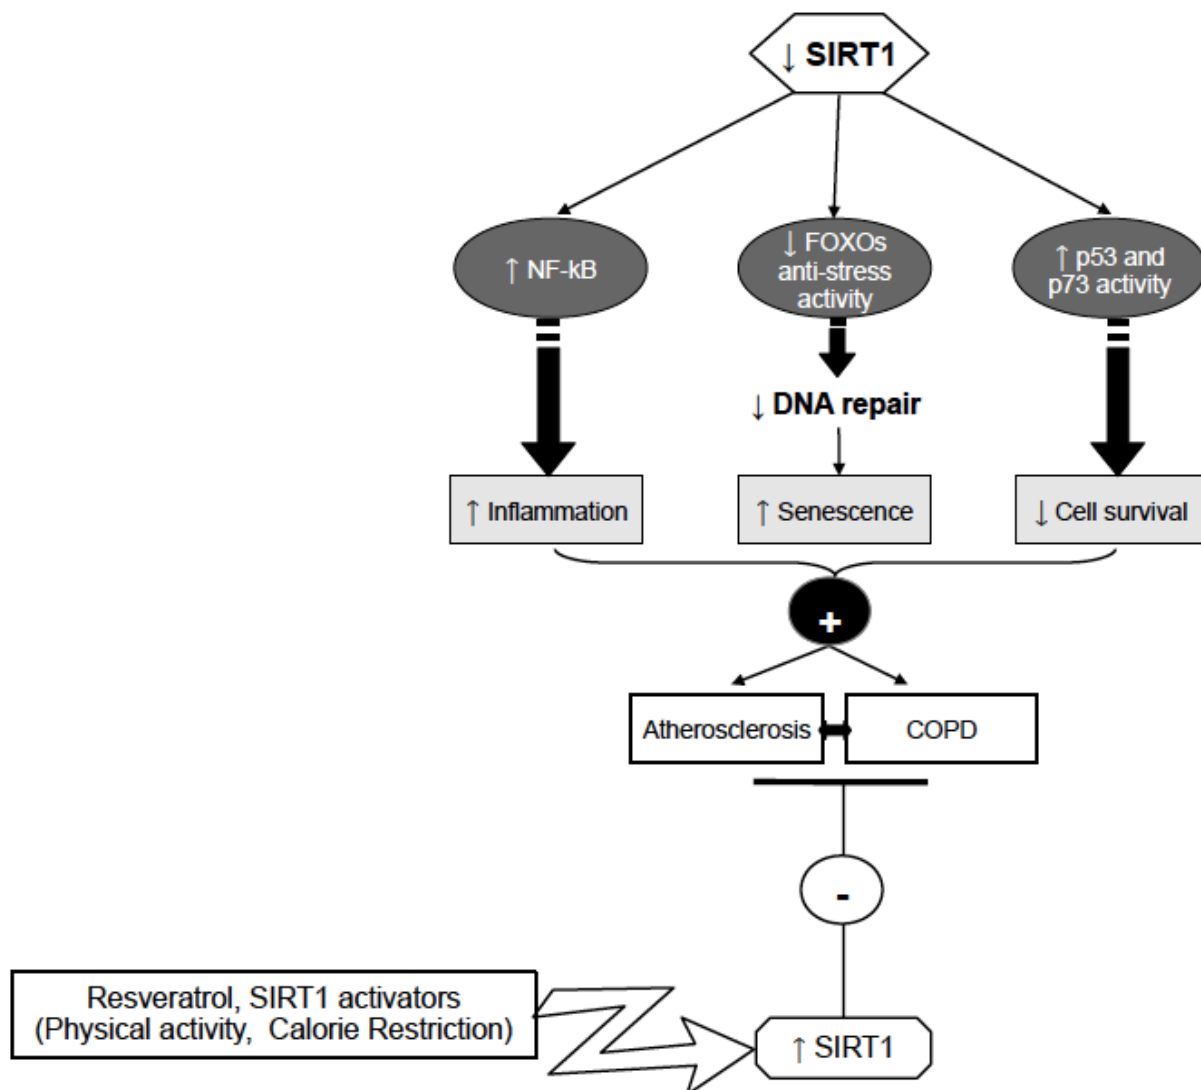 ↓ SIRT1
↑ NF-kB
↓ FOXOs
anti-stress
activity
↑ p53 and
p73 activity
↓ DNA repair
↑ Inflammation
↑ Senescence
↓ Cell survival
+
Atherosclerosis
COPD
-
Resveratrol, SIRT1 activators
(Physical activity, Calorie Restriction)
↑ SIRT1